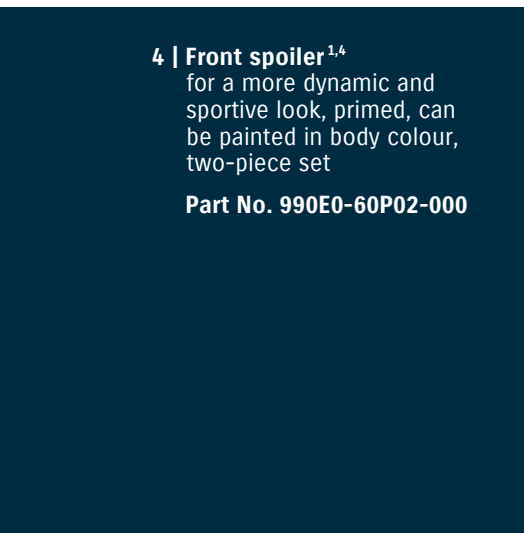 4 | Front spoiler 1,4
for a more dynamic and
sportive look, primed, can
be painted in body colour,
two-piece set
Part No. 990E0-60P02-000